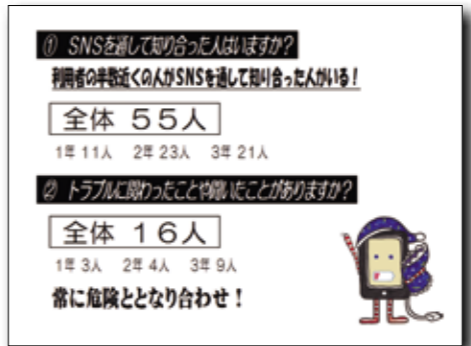 ① SNSを通して知り合った人はいますか?
利用者の半数近くの人がSNSを通して知り合った人がいる!
全体 55人
1年 11人 2年 23人 3年 21人
② トラブルに関わったことや聞いたことがありますか?
全体 16人
1年 3人 2年 4人 3年 9人
常に危険ととなり合わせ!